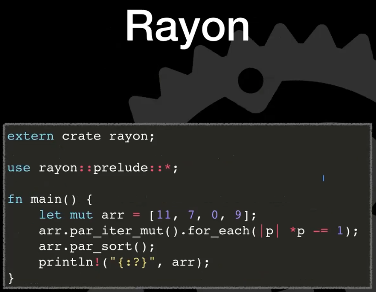 Rayon
extern crate rayon;
use rayon::prelude::*;
fn main() {
    let mut arr = [11, 7, 0, 9];
    arr.par_iter_mut().for_each(|p| *p -= 1);
    arr.par_sort();
    println!("{:?}", arr);
}